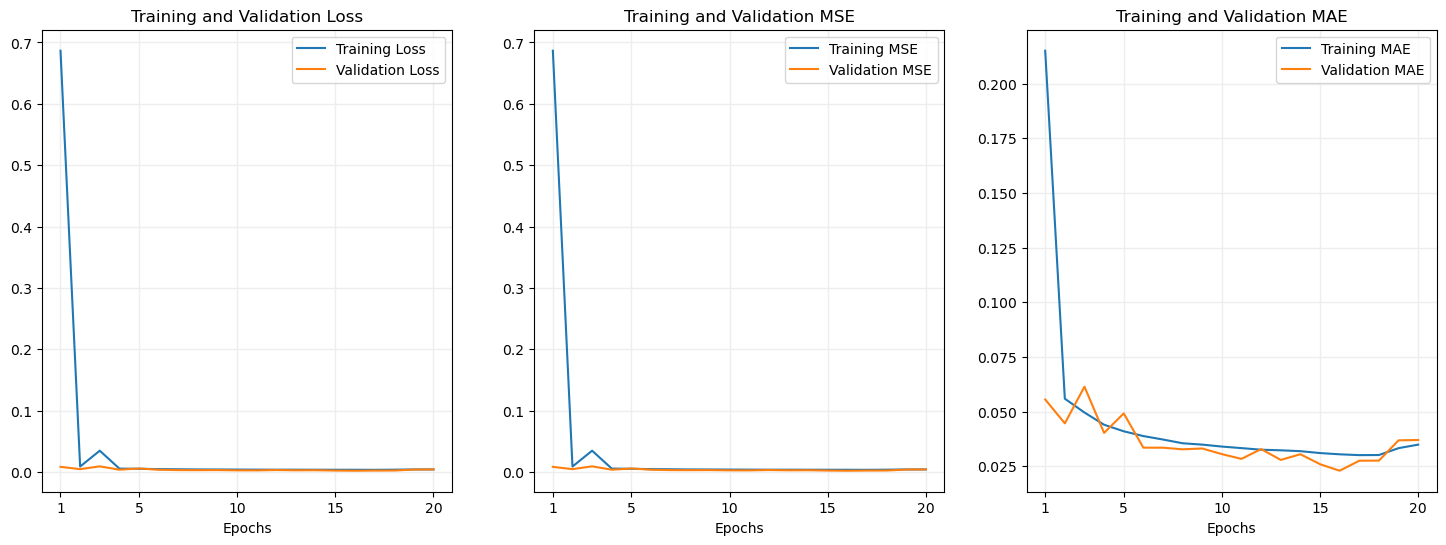 Training and Validation Loss
Training Loss
Validation Loss
0.7
0.6
0.5
0.4
0.3
0.2
0.1
0.0
1 5 10 15 20
Epochs
Training and Validation MSE
Training MSE
Validation MSE
0.7
0.6
0.5
0.4
0.3
0.2
0.1
0.0
1 5 10 15 20
Epochs
Training and Validation MAE
Training MAE
Validation MAE
0.200
0.175
0.150
0.125
0.100
0.075
0.050
0.025
1 5 10 15 20
Epochs